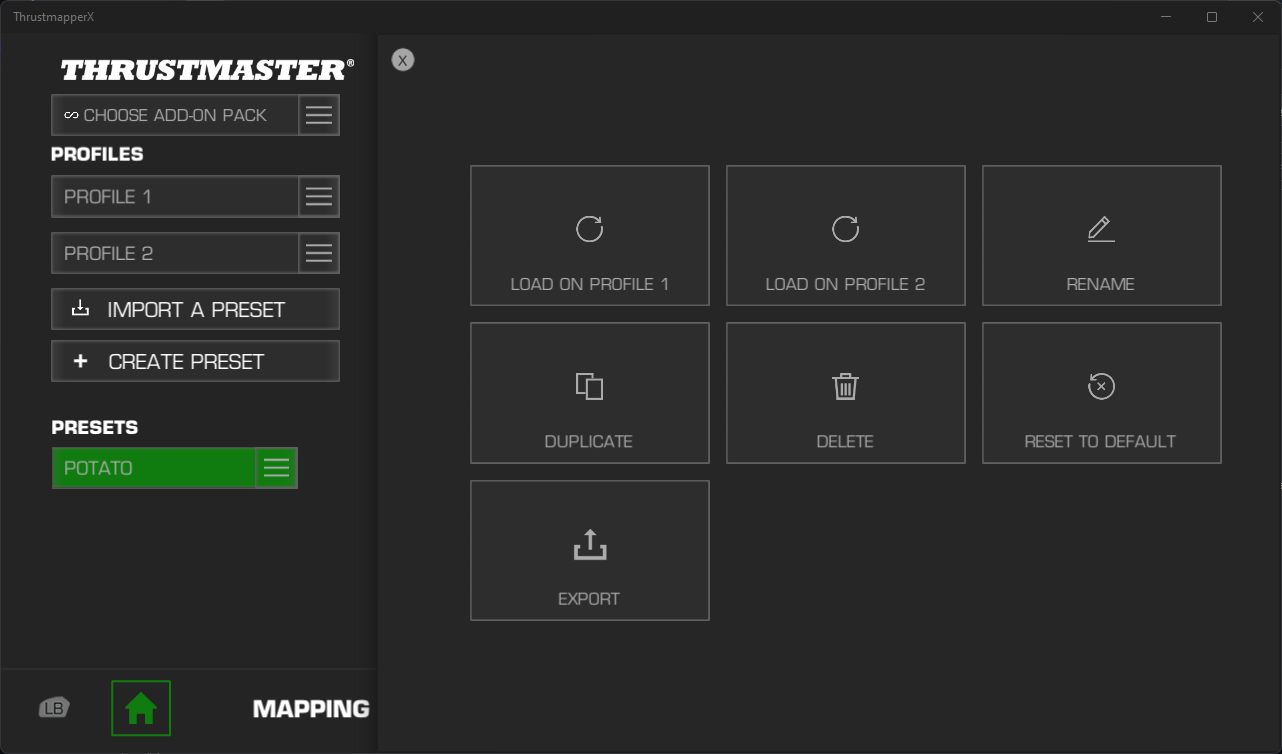 ThrustmapperX
THRUSTMASTER®
CHOOSE ADD-ON PACK
PROFILES
PROFILE 1
PROFILE 2
IMPORT A PRESET
CREATE PRESET
PRESETS
POTATO
LB
MAPPING
X
LOAD ON PROFILE 1
LOAD ON PROFILE 2
RENAME
DUPLICATE
DELETE
RESET TO DEFAULT
EXPORT